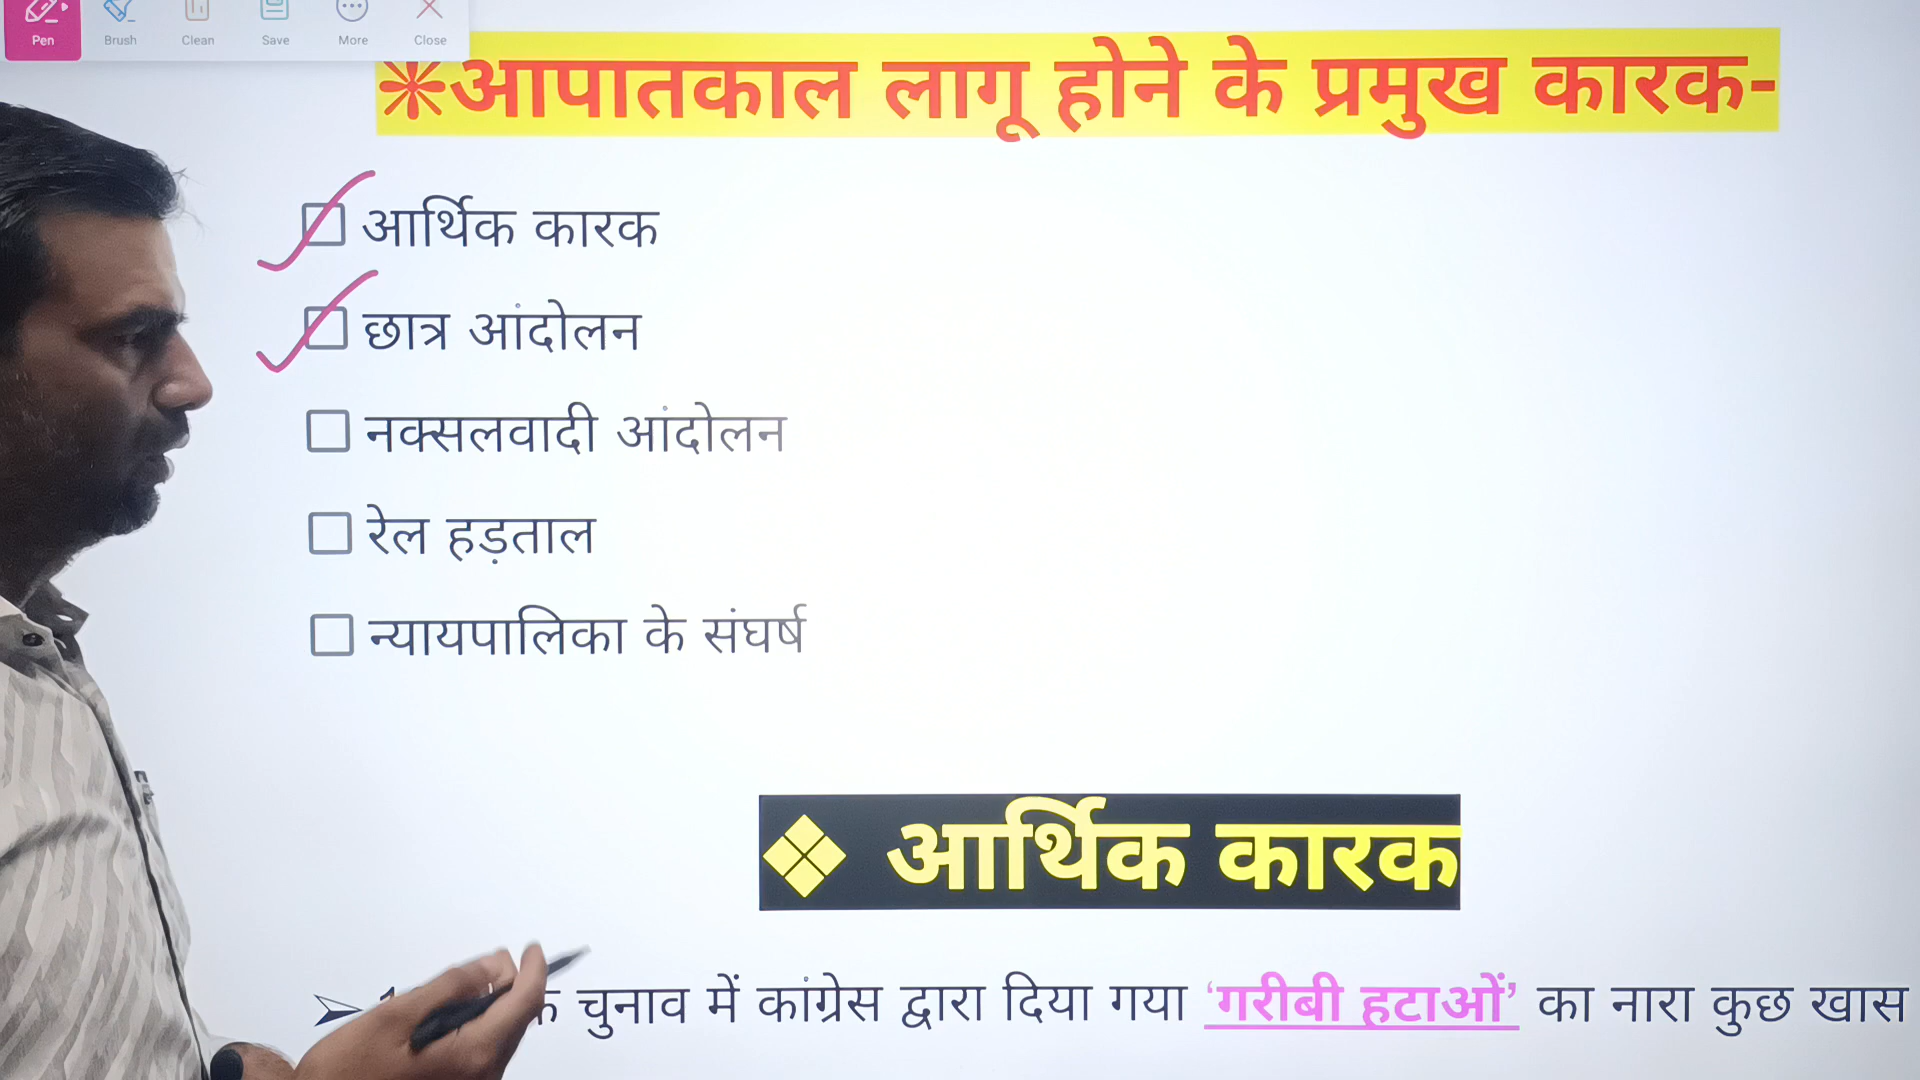 Pen Brush Clean Save More Close
आपातकाल लागू होने के प्रमुख कारक-
आर्थिक कारक
छात्र आंदोलन
नक्सलवादी आंदोलन
रेल हड़ताल
न्यायपालिका के संघर्ष
आर्थिक कारक
चुनाव में कांग्रेस द्वारा दिया गया ‘गरीबी हटाओं’ का नारा कुछ खास